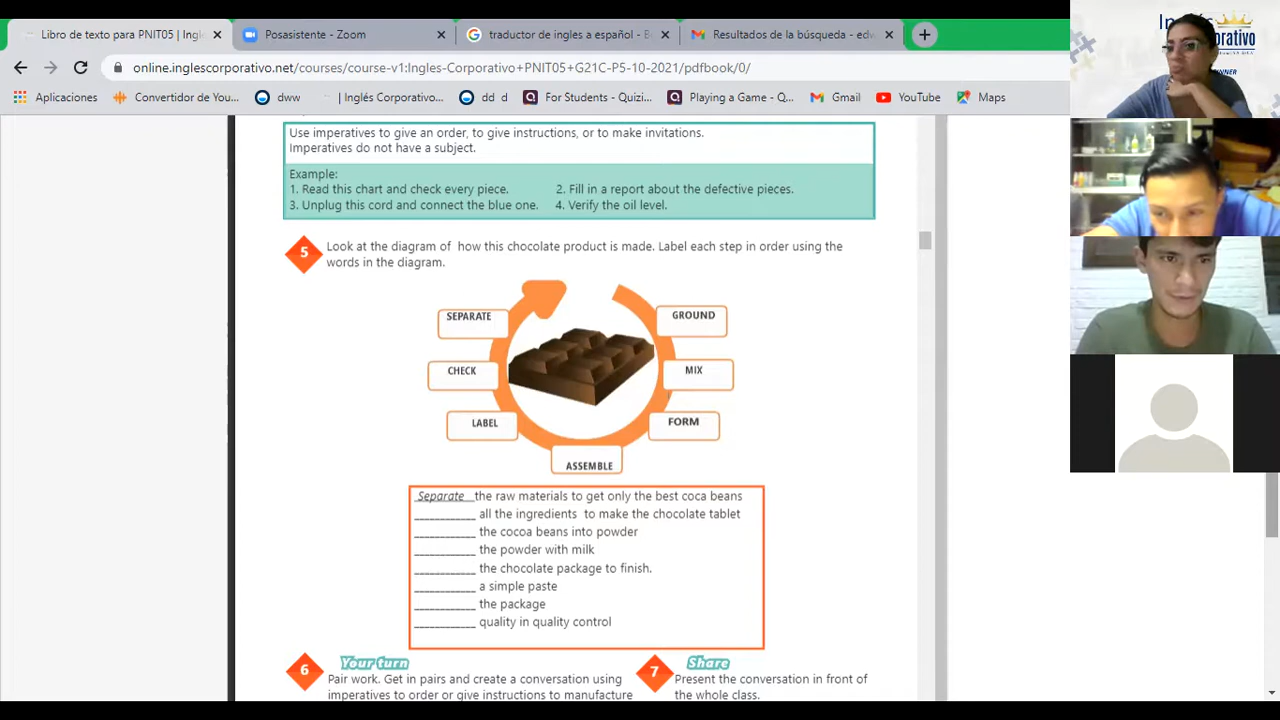 Libro de texto para PNIT05 | Ingl
Posasistente - Zoom
traductor de ingles a español - B
Resultados de la búsqueda - edw
online.inglescorporativo.net/courses/course-v1:Ingles-Corporativo+PNIT05+G21C-P5-10-2021/pdfbook/0/
Aplicaciones
Convertidor de You...
dww
| Inglés Corporativo...
dd d
For Students - Quizi...
Playing a Game - Q...
Gmail
YouTube
Maps
Use imperatives to give an order, to give instructions, or to make invitations.
Imperatives do not have a subject.
Example:
1. Read this chart and check every piece. 2. Fill in a report about the defective pieces.
3. Unplug this cord and connect the blue one. 4. Verify the oil level.
5 Look at the diagram of how this chocolate product is made. Label each step in order using the
words in the diagram.
SEPARATE
GROUND
CHECK
MIX
LABEL
FORM
ASSEMBLE
Separate the raw materials to get only the best coca beans
__________ all the ingredients to make the chocolate tablet
__________ the cocoa beans into powder
__________ the powder with milk
__________ the chocolate package to finish.
__________ a simple paste
__________ the package
__________ quality in quality control
6 Your turn
Pair work. Get in pairs and create a conversation using
imperatives to order or give instructions to manufacture
7 Share
Present the conversation in front of
the whole class.